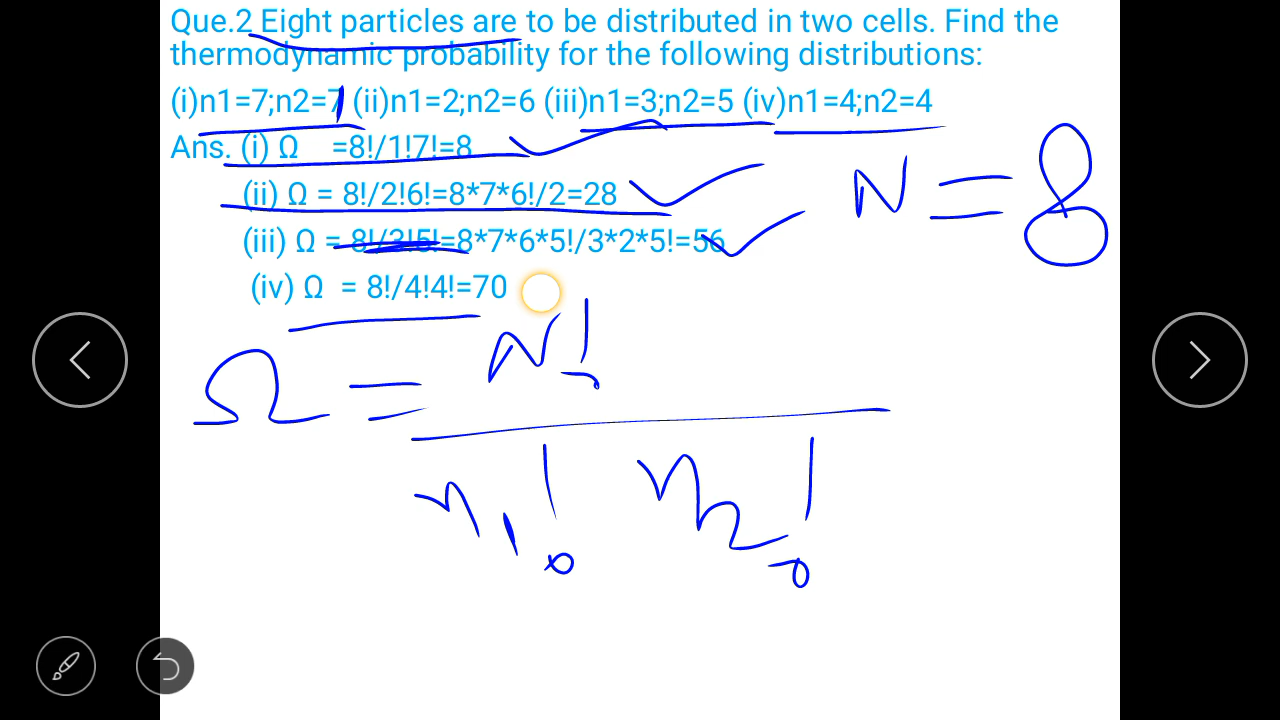 Que.2 Eight particles are to be distributed in two cells. Find the
thermodynamic probability for the following distributions:
(i)n1=7;n2=71 (ii)n1=2;n2=6 (iii)n1=3;n2=5 (iv)n1=4;n2=4
Ans. (i) Ω =8!/1!7!=8
(ii) Ω = 8!/2!6!=8*7*6!/2=28
(iii) Ω = 8!/3!5!=8*7*6*5!/3*2*5!=56
(iv) Ω = 8!/4!4!=70
N = 8
Ω = N!
n1! n2!